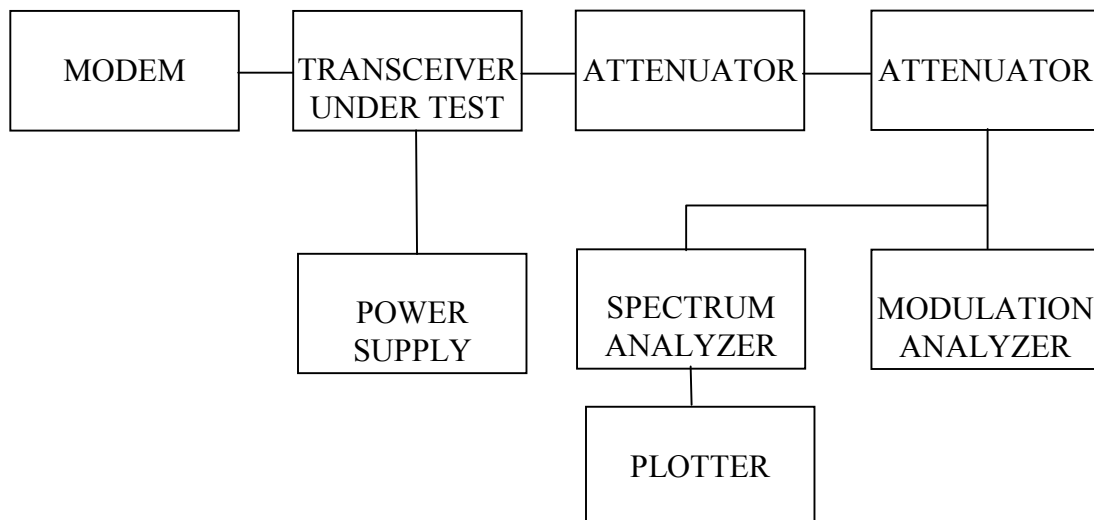 MODEM
TRANSCEIVER
UNDER TEST
ATTENUATOR
ATTENUATOR
POWER
SUPPLY
SPECTRUM
ANALYZER
MODULATION
ANALYZER
PLOTTER